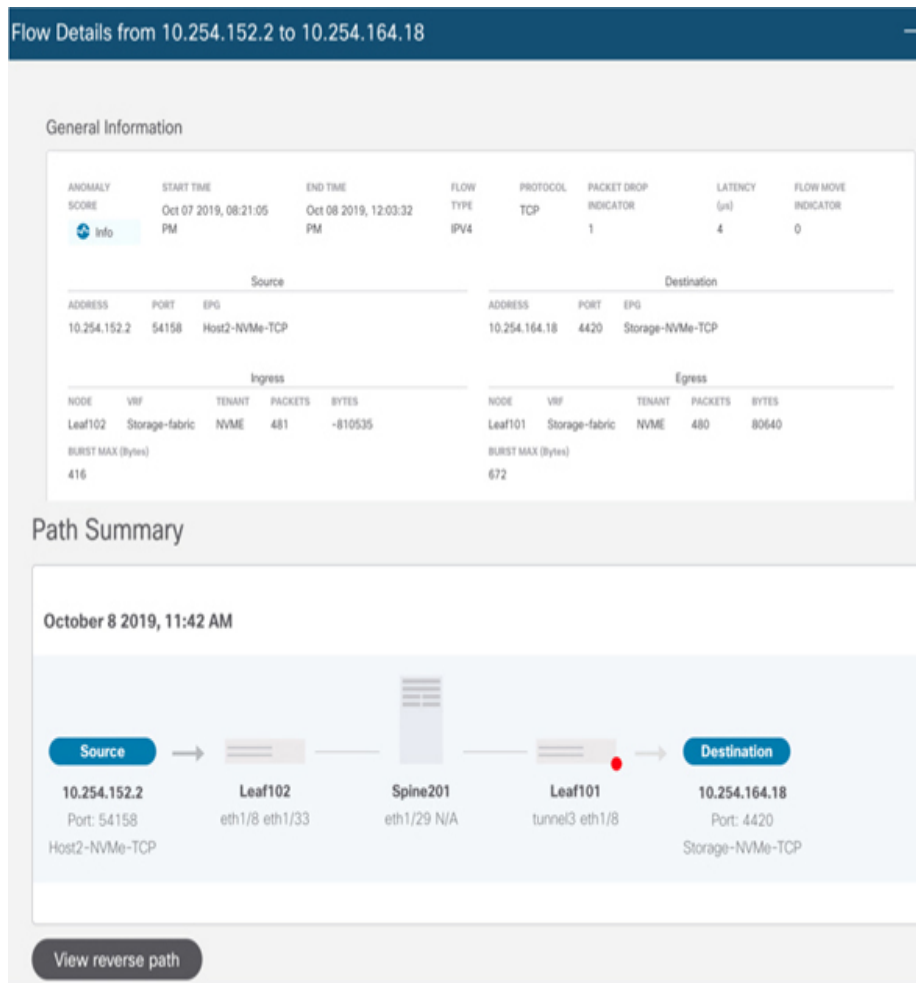 Flow Details from 10.254.152.2 to 10.254.164.18
General Information
ANOMALY SCORE START TIME END TIME FLOW TYPE PROTOCOL PACKET DROP INDICATOR LATENCY (µs) FLOW MOVE INDICATOR
Info Oct 07 2019, 08:21:05 PM Oct 08 2019, 12:03:32 PM IPV4 TCP 1 4 0
Source Destination
ADDRESS PORT EPG ADDRESS PORT EPG
10.254.152.2 54158 Host2-NVMe-TCP 10.254.164.18 4420 Storage-NVMe-TCP
Ingress Egress
NODE VRF TENANT PACKETS BYTES NODE VRF TENANT PACKETS BYTES
Leaf102 Storage-fabric NVME 481 -810535 Leaf101 Storage-fabric NVME 480 80640
BURST MAX (Bytes) BURST MAX (Bytes)
416 672
Path Summary
October 8 2019, 11:42 AM
Source Destination
10.254.152.2 Leaf102 Spine201 Leaf101 10.254.164.18
Port: 54158 eth1/8 eth1/33 eth1/29 N/A tunnel3 eth1/8 Port: 4420
Host2-NVMe-TCP Storage-NVMe-TCP
View reverse path